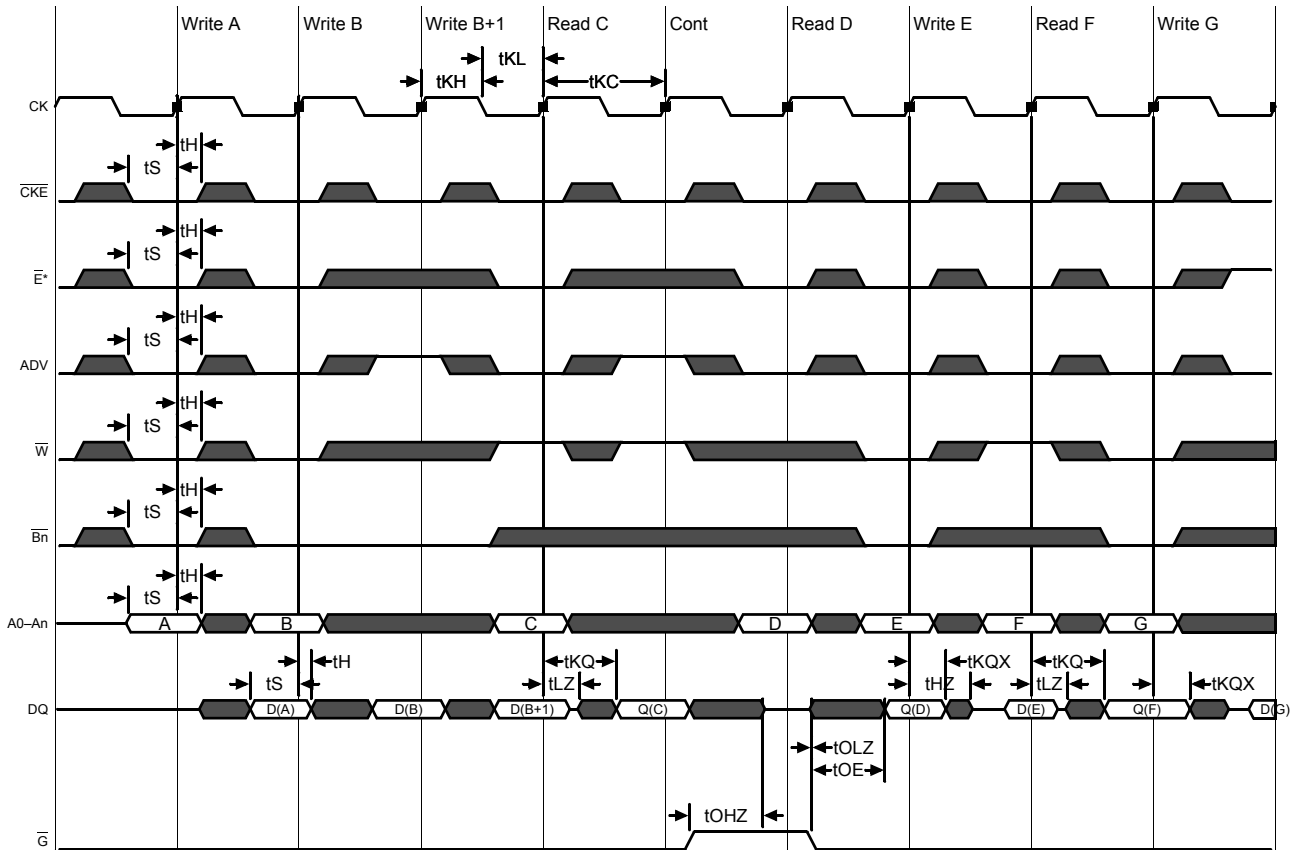 Write A Write B Write B+1 Read C Cont Read D Write E Read F Write G
tKL
tKH tKC
CK
tH
tS
CKE
tH
tS
E*
tH
tS
ADV
tH
tS
W
tH
tS
Bn
tH
tS
A0–An A B C D E F G
tH tKQ tKQX tKQ
tS tLZ tHZ tLZ tKQX
DQ D(A) D(B) D(B+1) Q(C) Q(D) D(E) Q(F) D(G)
tOLZ
tOE
tOHZ
G